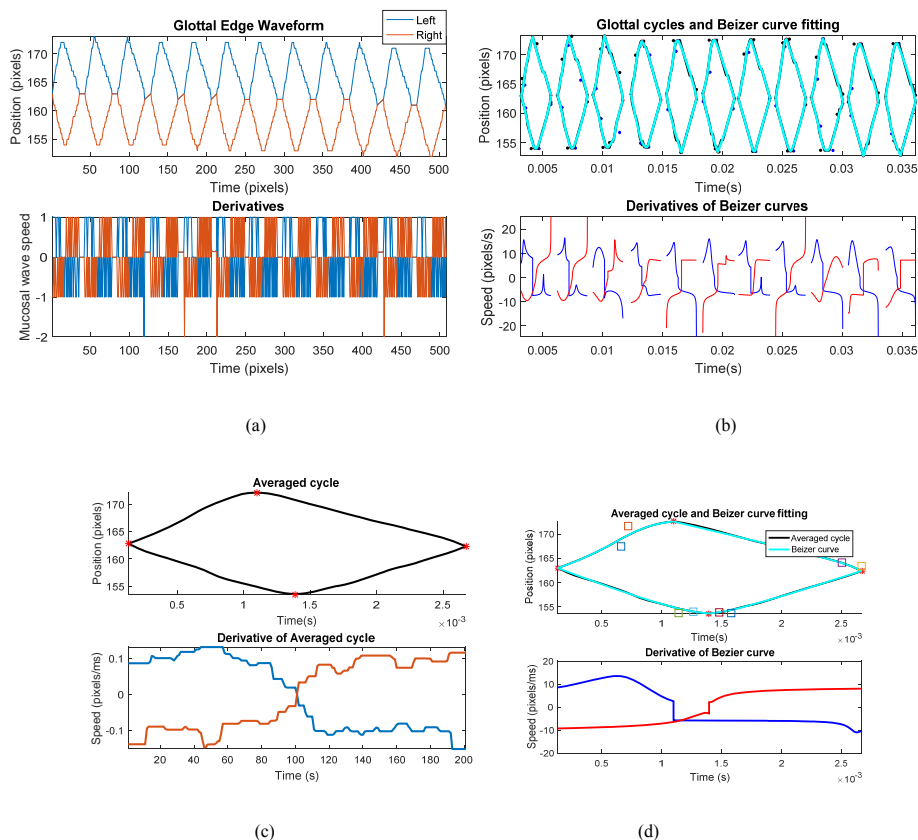 Glottal Edge Waveform
Left
Right
Position (pixels)
155
160
165
170
50 100 150 200 250 300 350 400 450 500
Time (pixels)
Derivatives
Mucosal wave speed
1
0
-1
-2
50 100 150 200 250 300 350 400 450 500
Time (pixels)
(a)
Glottal cycles and Beizer curve fitting
Position (pixels)
170
165
160
155
0.005 0.01 0.015 0.02 0.025 0.03 0.035
Time(s)
Derivatives of Beizer curves
Speed (pixels/s)
20
10
0
-10
-20
0.005 0.01 0.015 0.02 0.025 0.03 0.035
Time(s)
(b)
Averaged cycle
Position (pixels)
170
165
160
155
0.5 1 1.5 2 2.5
Time(s)
×10-3
Derivative of Averaged cycle
Speed (pixels/ms)
0.1
0
-0.1
20 40 60 80 100 120 140 160 180 200
Time (s)
(c)
Averaged cycle and Beizer curve fitting
Averaged cycle
Beizer curve
Position (pixels)
170
165
160
155
0.5 1 1.5 2 2.5
Time(s)
×10-3
Derivative of Bezier curve
Speed (pixels/ms)
20
10
0
-10
-20
0.5 1 1.5 2 2.5
Time (s)
×10-3
(d)